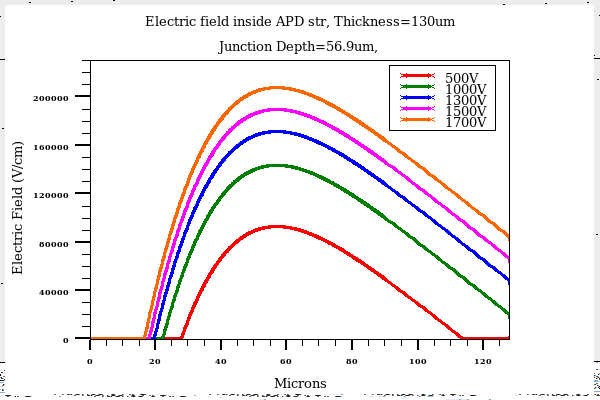 Electric field inside APD str, Thickness=130um
Junction Depth=56.9um,
500V
1000V
1300V
1500V
1700V
Electric Field (V/cm)
200000
160000
120000
80000
40000
0
0 20 40 60 80 100 120
Microns